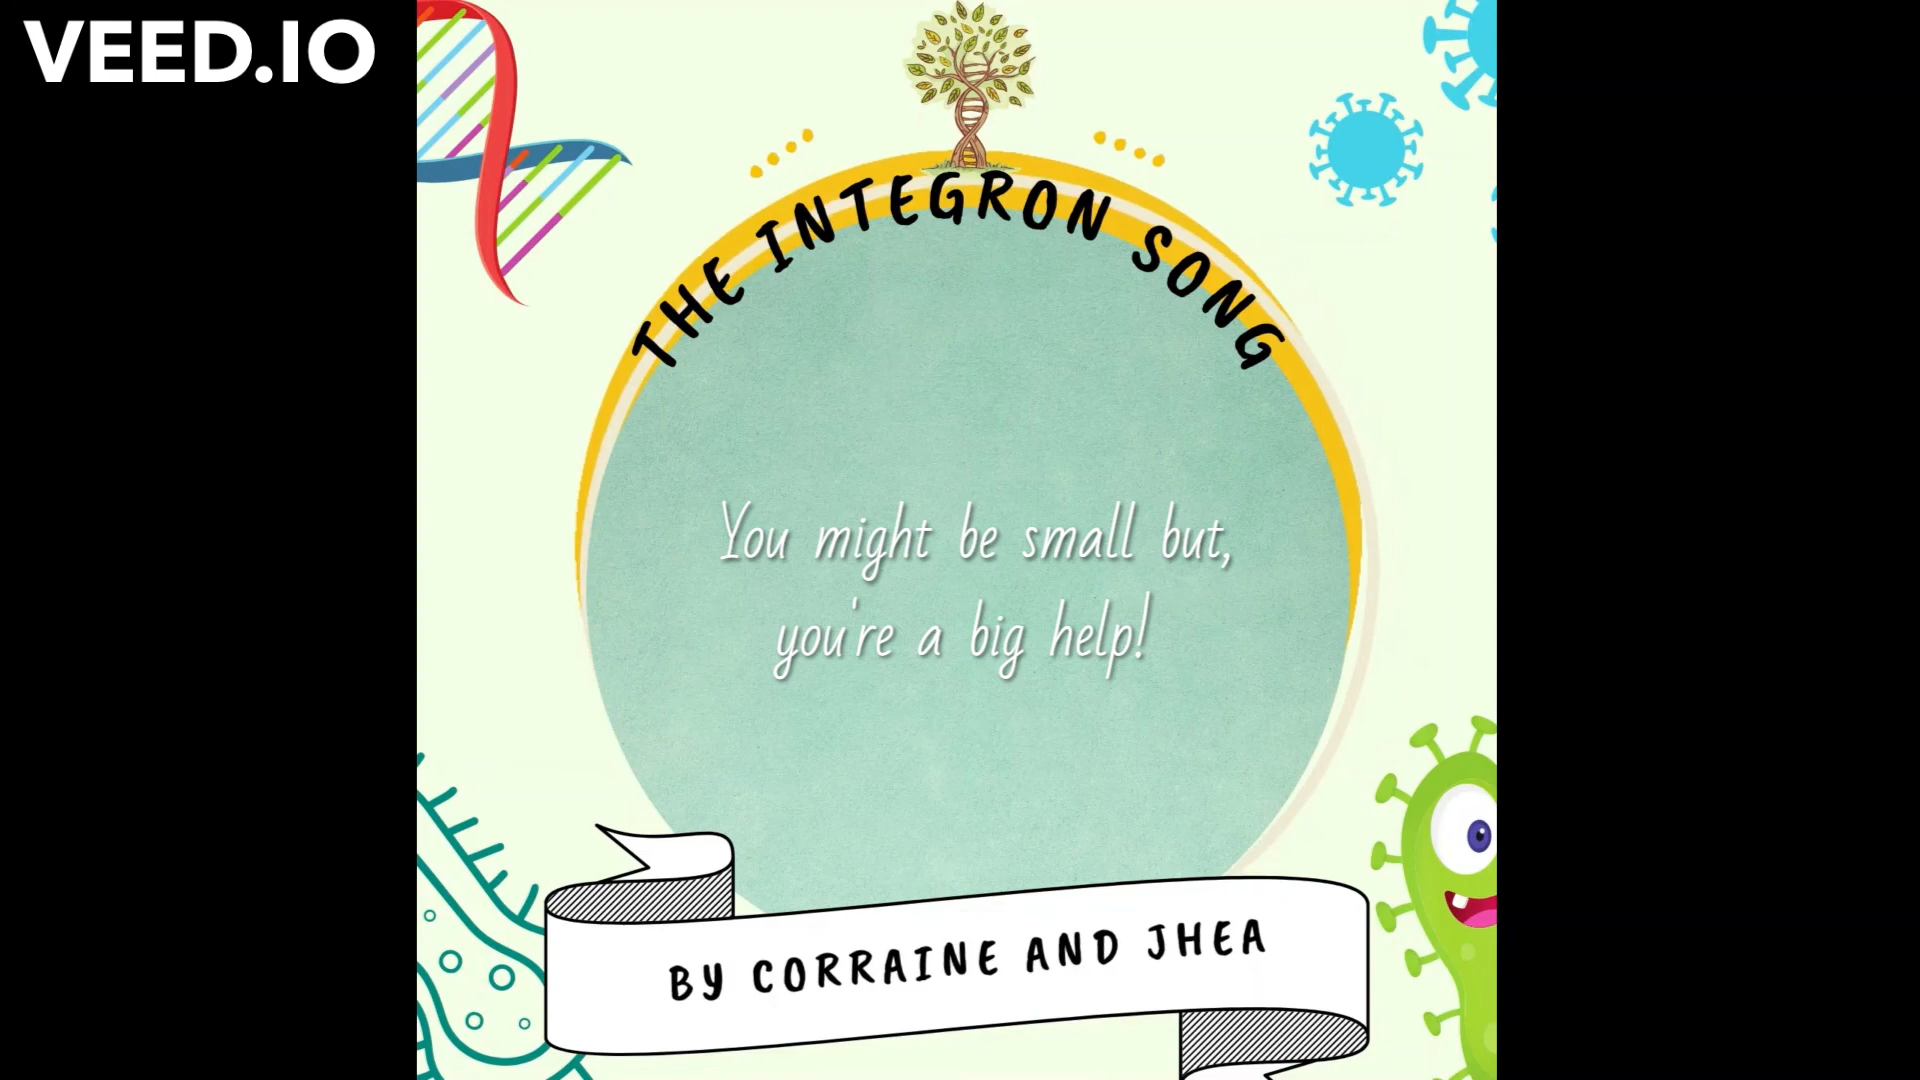 VEED.IO
THE INTEGRON SONG
You might be small but,
you're a big help!
BY CORRAINE AND JHEA